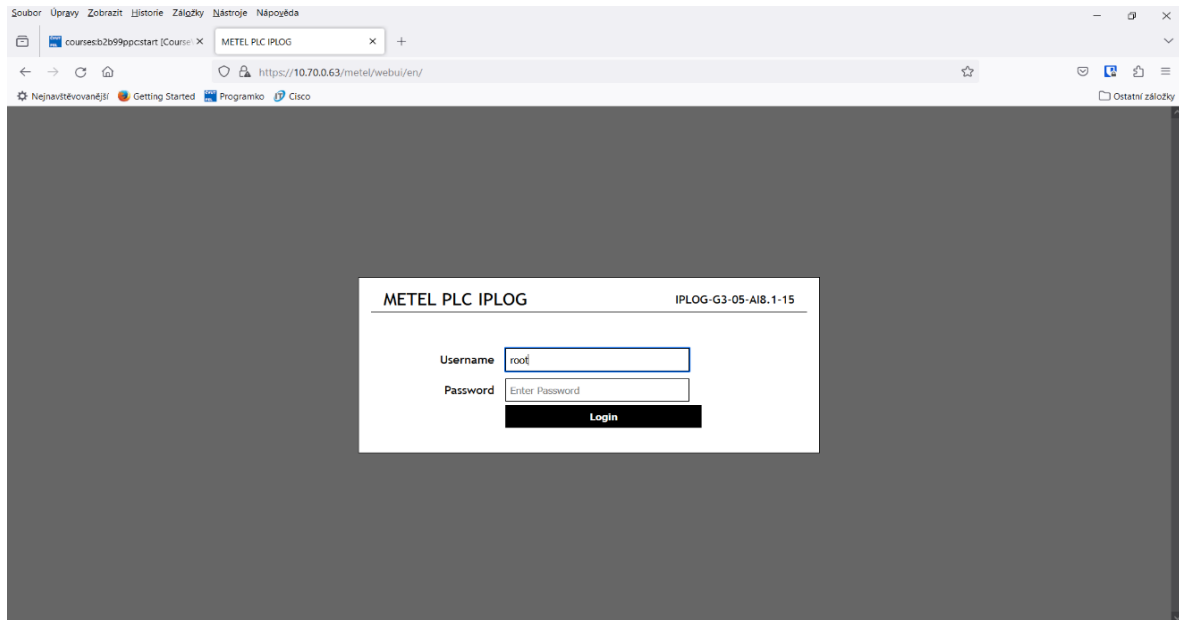 Soubor Úpravy Zobrazit Historie Záložky Nástroje Nápověda
courses:b2b99ppc:start [Course
METEL PLC IPLOG
https://10.70.0.63/metel/webui/en/
Nejnavštěvovanější Getting Started Programko Cisco Ostatní záložky
METEL PLC IPLOG IPLOG-G3-05-AI8.1-15
Username root
Password Enter Password
Login